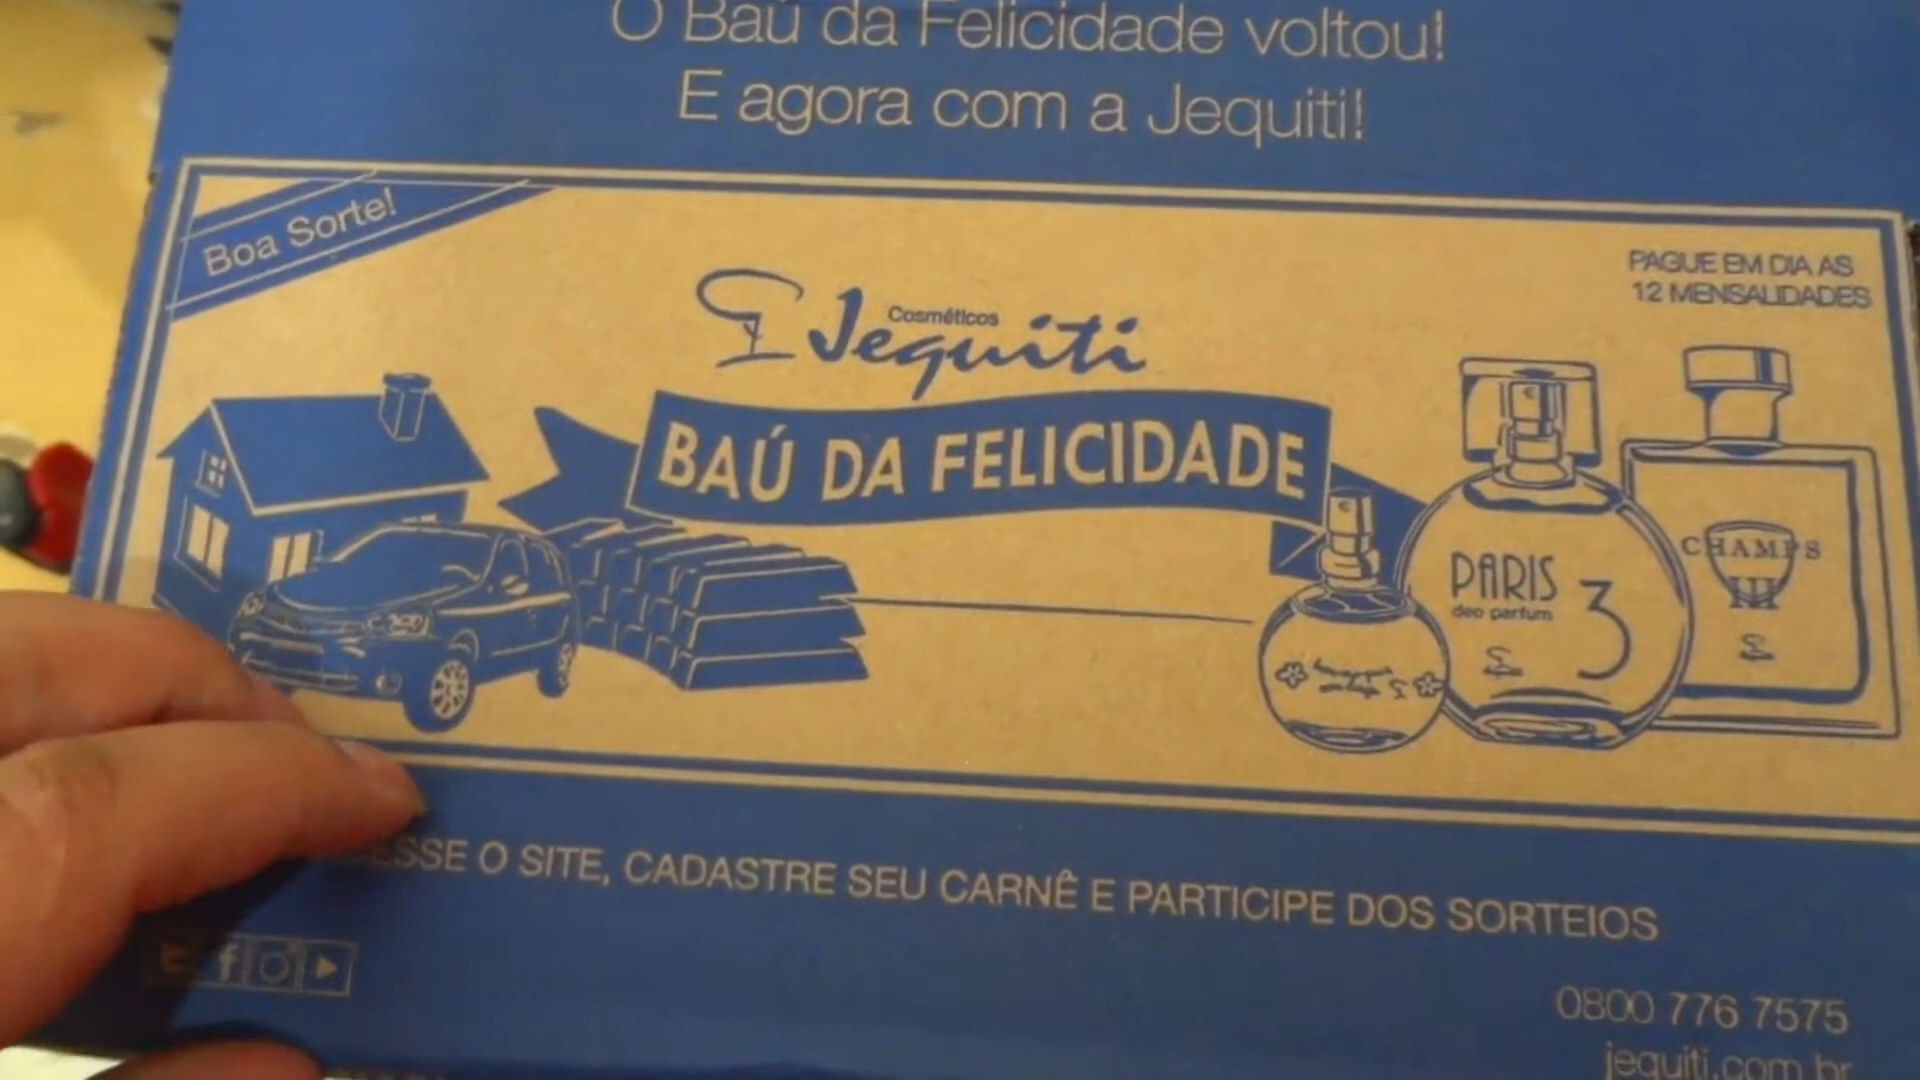 O Baú da Felicidade voltou!
E agora com a Jequiti!
Boa Sorte!
PAGUE EM DIA AS
12 MENSALIDADES
Cosméticos
Jequiti
BAÚ DA FELICIDADE
PARIS
deo parfum
3
CHAMPS
ESSE O SITE, CADASTRE SEU CARNÊ E PARTICIPE DOS SORTEIOS
0800 776 7575
jequiti.com.br